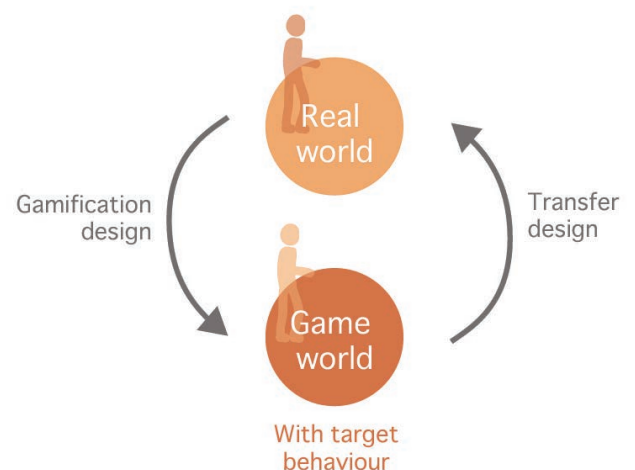 Real
world
Gamification
design
Transfer
design
Game
world
With target
behaviour